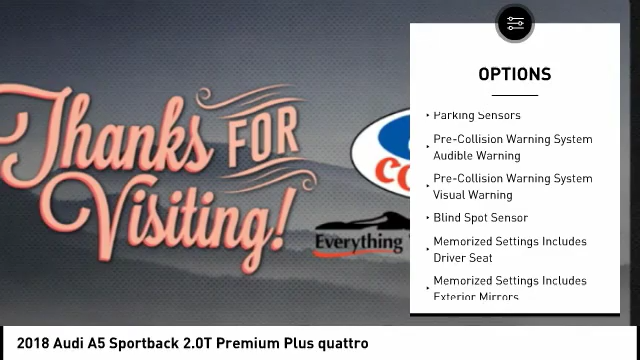 Thanks FOR
Visiting!
Everything
OPTIONS
Parking Sensors
Pre-Collision Warning System
Audible Warning
Pre-Collision Warning System
Visual Warning
Blind Spot Sensor
Memorized Settings Includes
Driver Seat
Memorized Settings Includes
Exterior Mirrors
2018 Audi A5 Sportback 2.0T Premium Plus quattro